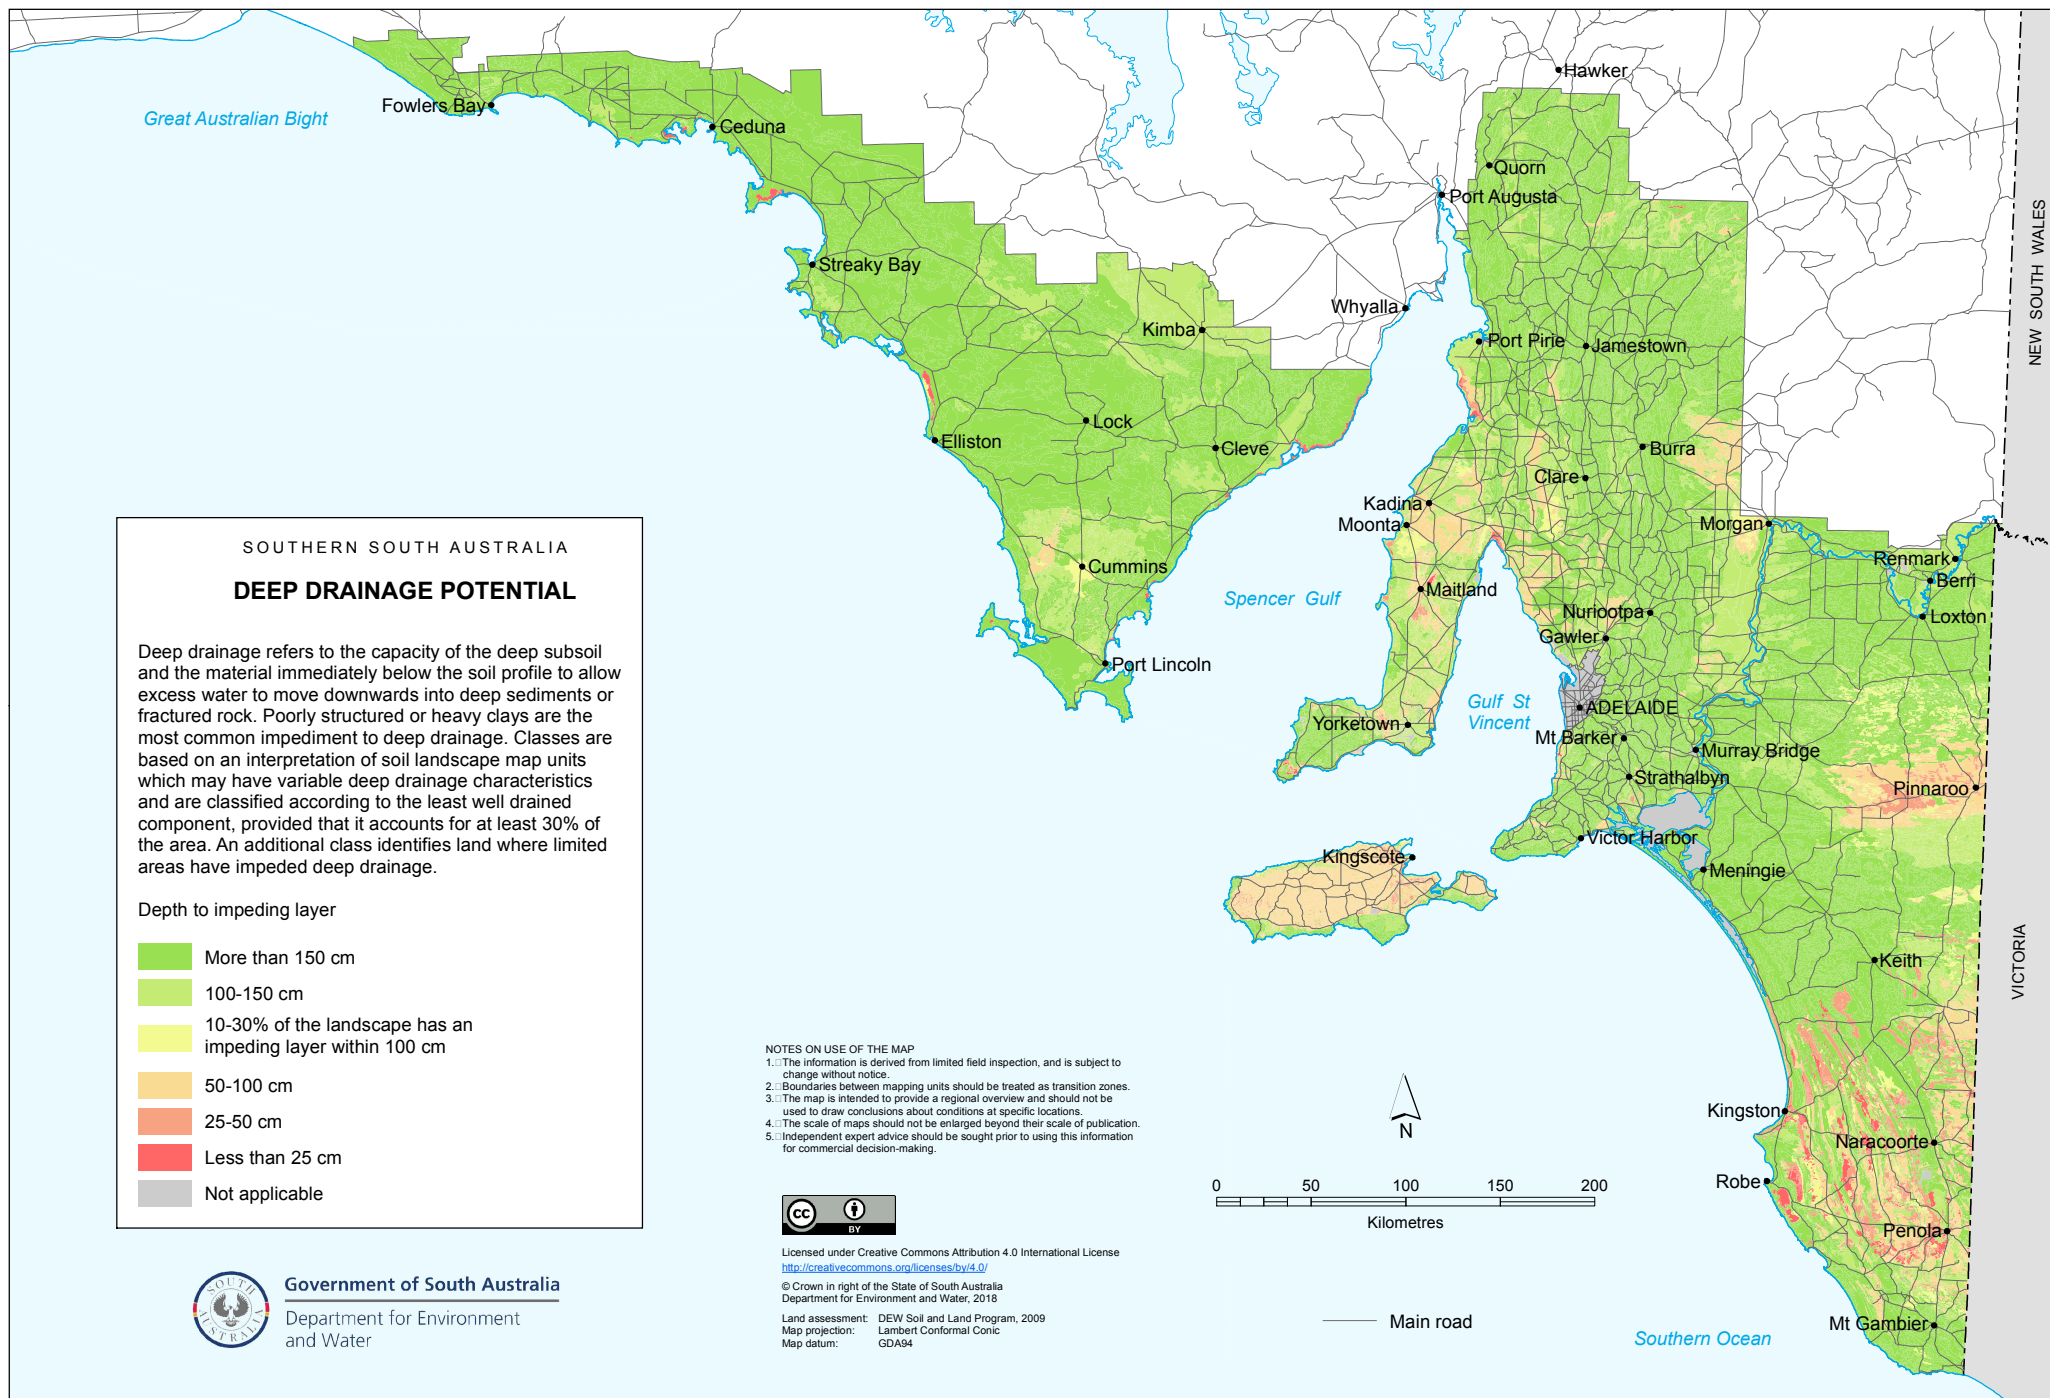 Hawker
Great Australian Bight
Fowlers Bay
Ceduna
Quorn
Port Augusta
NEW SOUTH WALES
Streaky Bay
Whyalla
Kimba
Port Pirie
Jamestown
Lock
Elliston
Cleve
Burra
Clare
Kadina
Moonta
Morgan
Renmark
Berri
Cummins
Maitland
Spencer Gulf
Nuriootpa
Loxton
Gawler
Port Lincoln
Gulf St
Vincent
ADELAIDE
Yorketown
Mt Barker
Murray Bridge
Strathalbyn
Pinnaroo
Victor Harbor
Kingscote
Meningie
Keith
VICTORIA
Kingston
Naracoorte
Robe
Penola
Mt Gambier
Southern Ocean
SOUTHERN SOUTH AUSTRALIA
DEEP DRAINAGE POTENTIAL
Deep drainage refers to the capacity of the deep subsoil
and the material immediately below the soil profile to allow
excess water to move downwards into deep sediments or
fractured rock. Poorly structured or heavy clays are the
most common impediment to deep drainage. Classes are
based on an interpretation of soil landscape map units
which may have variable deep drainage characteristics
and are classified according to the least well drained
component, provided that it accounts for at least 30% of
the area. An additional class identifies land where limited
areas have impeded deep drainage.
Depth to impeding layer
More than 150 cm
100-150 cm
10-30% of the landscape has an
impeding layer within 100 cm
50-100 cm
25-50 cm
Less than 25 cm
Not applicable
SOUTH AUSTRALIA
Government of South Australia
Department for Environment
and Water
NOTES ON USE OF THE MAP
1. The information is derived from limited field inspection, and is subject to
change without notice.
2. Boundaries between mapping units should be treated as transition zones.
3. The map is intended to provide a regional overview and should not be
used to draw conclusions about conditions at specific locations.
4. The scale of maps should not be enlarged beyond their scale of publication.
5. Independent expert advice should be sought prior to using this information
for commercial decision-making.
cc BY
Licensed under Creative Commons Attribution 4.0 International License
http://creativecommons.org/licenses/by/4.0/
© Crown in right of the State of South Australia
Department for Environment and Water, 2018
Land assessment: DEW Soil and Land Program, 2009
Map projection: Lambert Conformal Conic
Map datum: GDA94
N
0 50 100 150 200
Kilometres
Main road